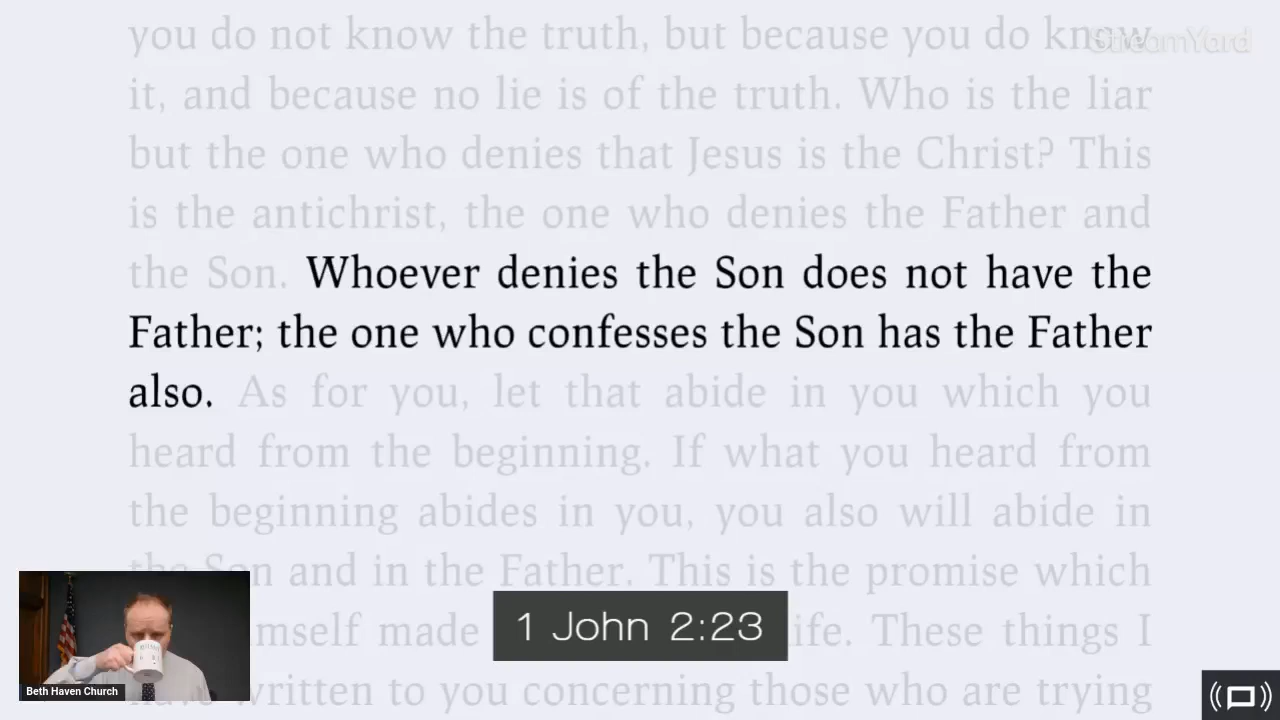 you do not know the truth, but because you do know
StreamYard
it, and because no lie is of the truth. Who is the liar
but the one who denies that Jesus is the Christ? This
is the antichrist, the one who denies the Father and
the Son. Whoever denies the Son does not have the
Father; the one who confesses the Son has the Father
also. As for you, let that abide in you which you
heard from the beginning. If what you heard from
the beginning abides in you, you also will abide in
the Son and in the Father. This is the promise which
mself made life. These things I
1 John 2:23
have written to you concerning those who are trying
Beth Haven Church